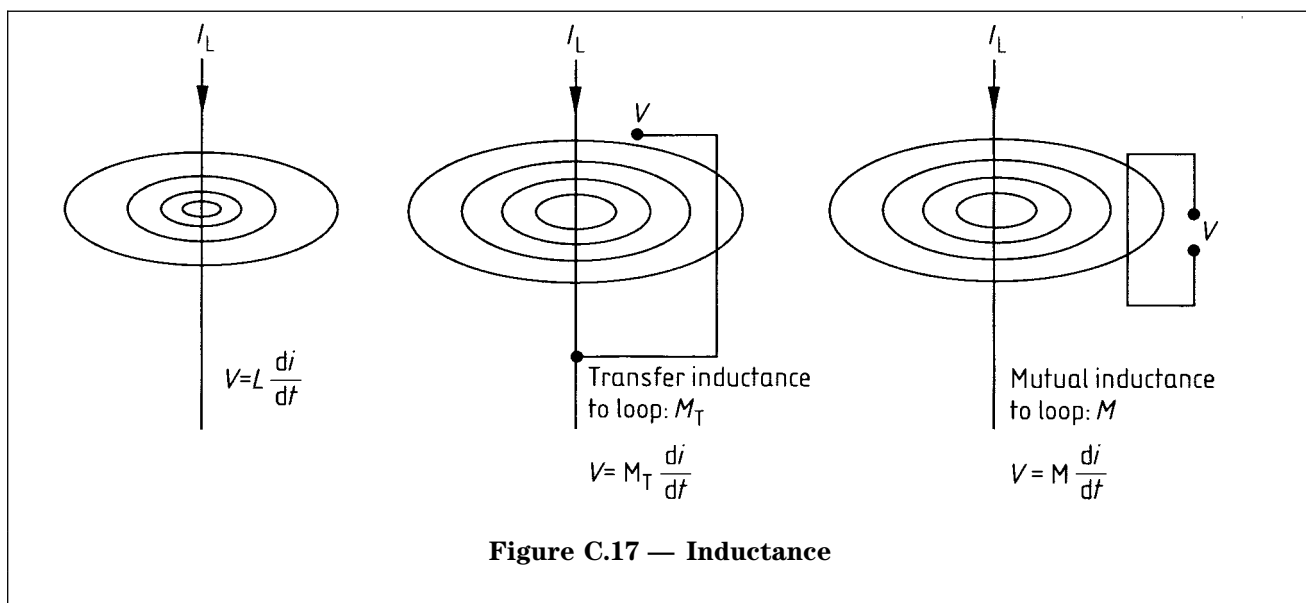 I_L
V=L di/dt
I_L
V
Transfer inductance
to loop: M_T
V= M_T di/dt
I_L
V
Mutual inductance
to loop: M
V = M di/dt
Figure C.17 — Inductance